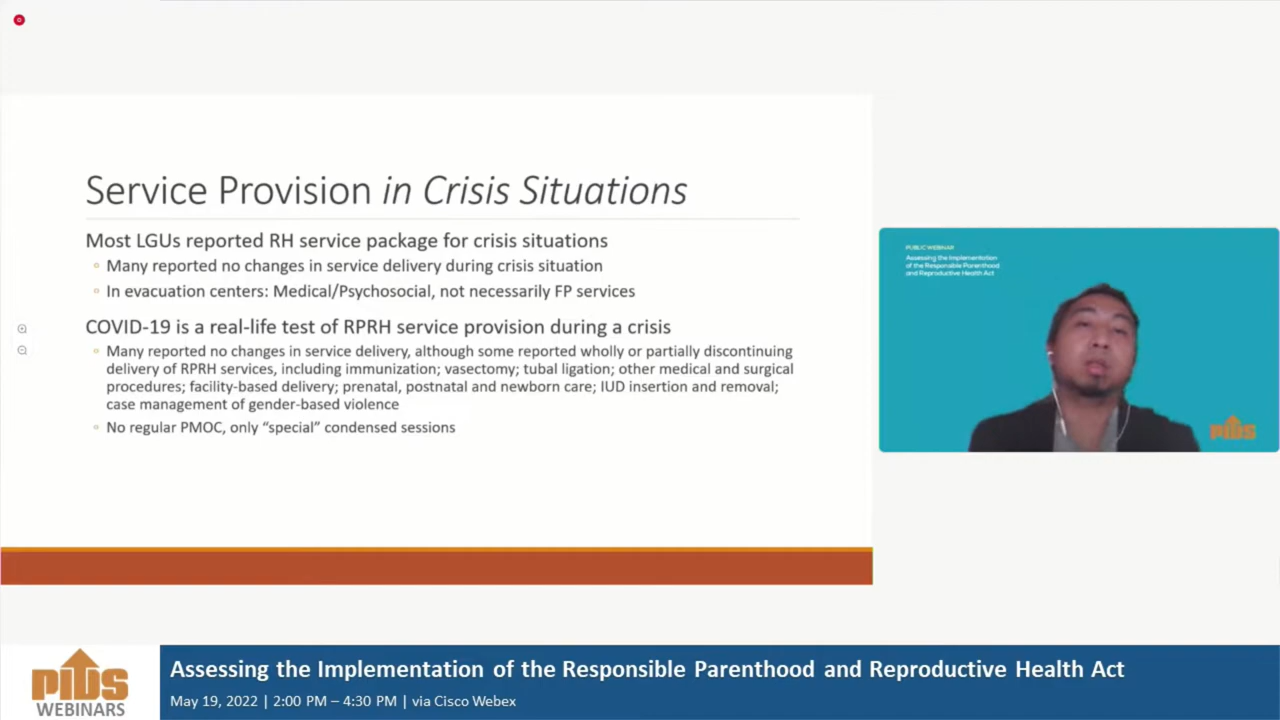 Service Provision in Crisis Situations
Most LGUs reported RH service package for crisis situations
Many reported no changes in service delivery during crisis situation
In evacuation centers: Medical/Psychosocial, not necessarily FP services
COVID-19 is a real-life test of RPRH service provision during a crisis
Many reported no changes in service delivery, although some reported wholly or partially discontinuing
delivery of RPRH services, including immunization; vasectomy; tubal ligation; other medical and surgical
procedures; facility-based delivery; prenatal, postnatal and newborn care; IUD insertion and removal;
case management of gender-based violence
No regular PMOC, only “special” condensed sessions
PUBLIC WEBINAR
Assessing the Implementation
of the Responsible Parenthood
and Reproductive Health Act
PIDS
PIDS
WEBINARS
Assessing the Implementation of the Responsible Parenthood and Reproductive Health Act
May 19, 2022 | 2:00 PM – 4:30 PM | via Cisco Webex